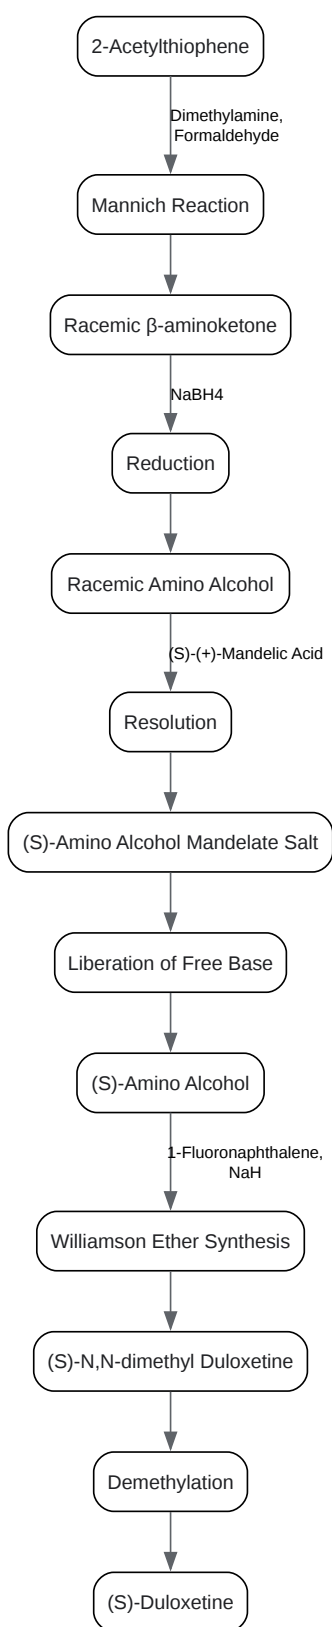 2-Acetylthiophene
Dimethylamine,
Formaldehyde
Mannich Reaction
Racemic β-aminoketone
NaBH4
Reduction
Racemic Amino Alcohol
(S)-(+)-Mandelic Acid
Resolution
(S)-Amino Alcohol Mandelate Salt
Liberation of Free Base
(S)-Amino Alcohol
1-Fluoronaphthalene,
NaH
Williamson Ether Synthesis
(S)-N,N-dimethyl Duloxetine
Demethylation
(S)-Duloxetine